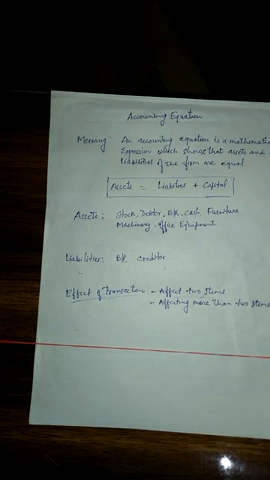 Accounting Equation
Meaning: An accounting equation is a mathematic
Expression which shows that assets and
Liabilities of the firm are equal
Assets = Liabilities + Capital
Assets: Stock, Debtor, B/R, Cash Furniture
Machinery, office Equipment
Liabilities: B/P, Creditor
Effect of Transaction - Affect two Items
- Affecting more than two Items